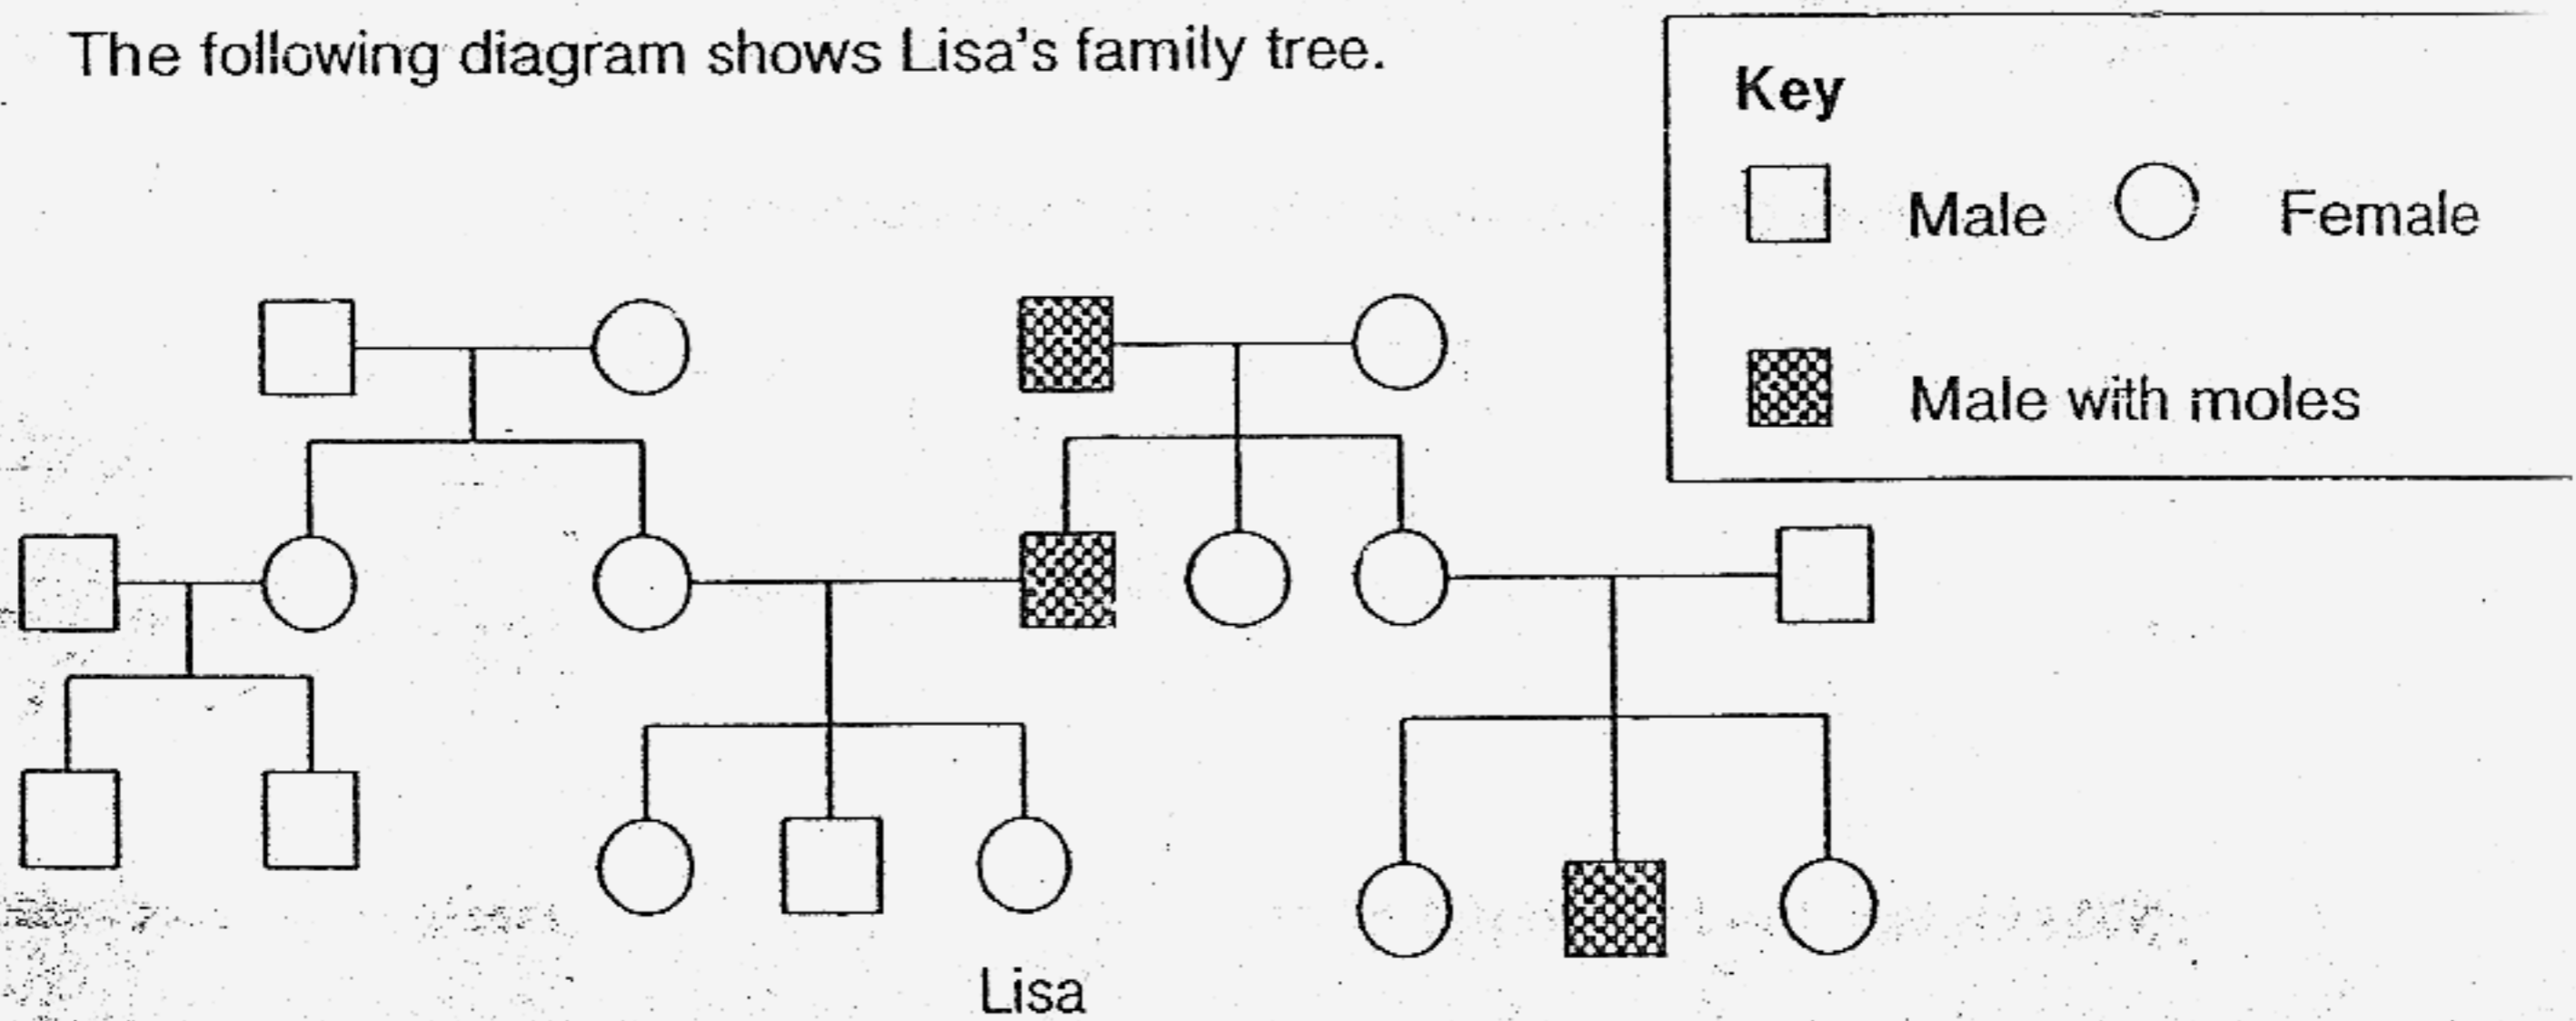 The following diagram shows Lisa's family tree.
Key
Male Female
Male with moles
Lisa